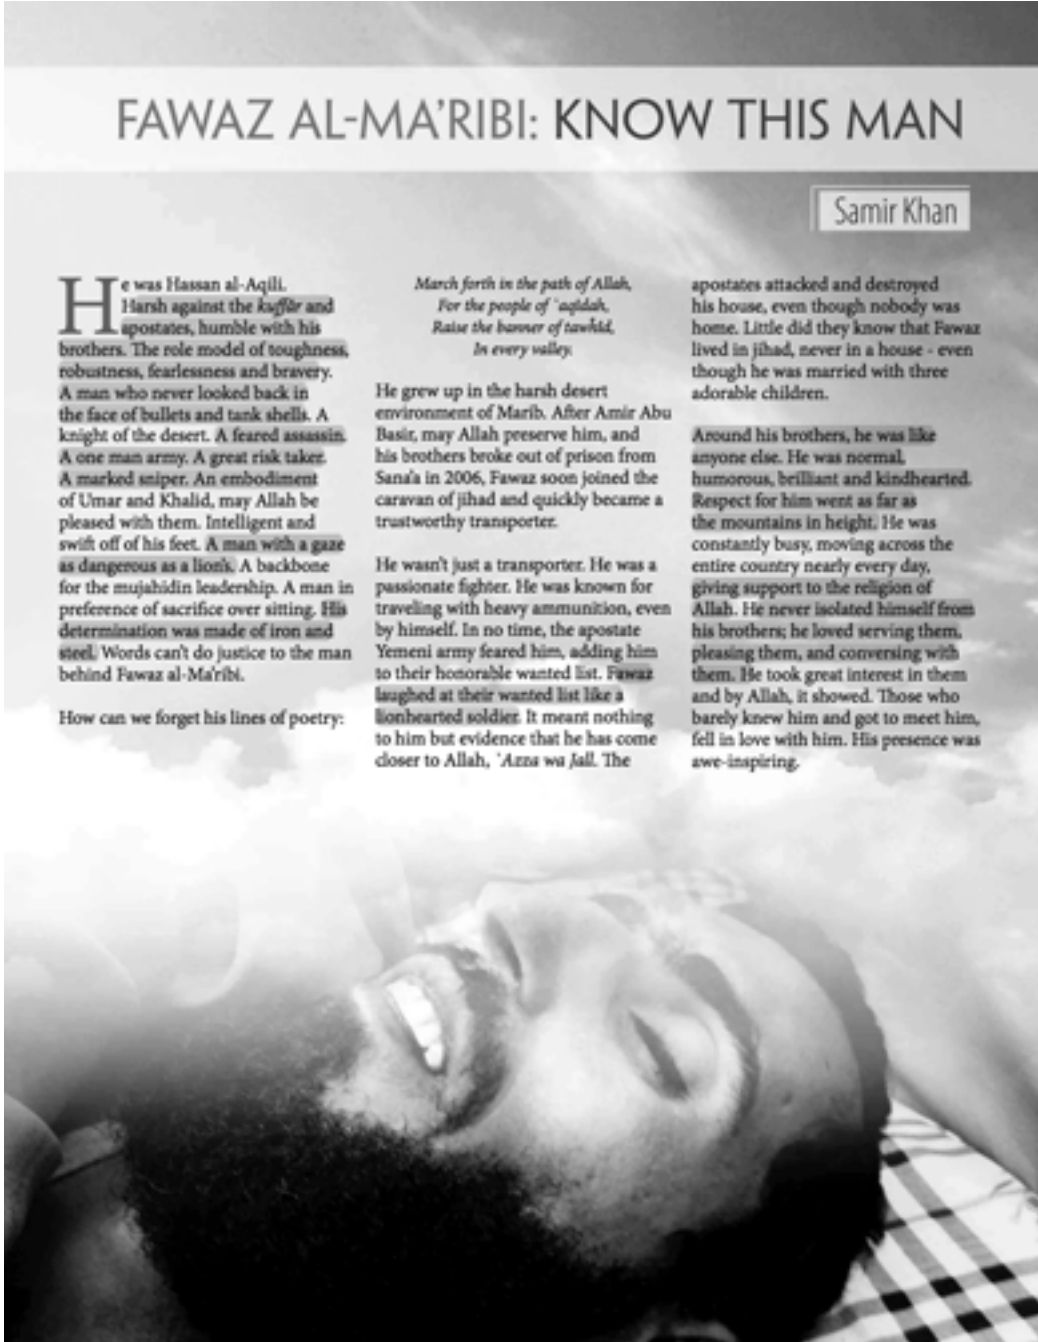 FAWAZ AL-MA'RIBI: KNOW THIS MAN
Samir Khan
He was Hassan al-Aqili.
Harsh against the kuffār and
apostates, humble with his
brothers. The role model of toughness,
robustness, fearlessness and bravery.
A man who never looked back in
the face of bullets and tank shells. A
knight of the desert. A feared assassin.
A one man army. A great risk taker.
A marked sniper. An embodiment
of Umar and Khalid, may Allah be
pleased with them. Intelligent and
swift off of his feet. A man with a gaze
as dangerous as a lion's. A backbone
for the mujahidin leadership. A man in
preference of sacrifice over sitting. His
determination was made of iron and
steel. Words can't do justice to the man
behind Fawaz al-Ma'ribi.
How can we forget his lines of poetry:
March forth in the path of Allah,
For the people of `aqīdah,
Raise the banner of tawhīd,
In every valley.
He grew up in the harsh desert
environment of Marib. After Amir Abu
Basir, may Allah preserve him, and
his brothers broke out of prison from
Sana'a in 2006, Fawaz soon joined the
caravan of jihad and quickly became a
trustworthy transporter.
He wasn't just a transporter. He was a
passionate fighter. He was known for
traveling with heavy ammunition, even
by himself. In no time, the apostate
Yemeni army feared him, adding him
to their honorable wanted list. Fawaz
laughed at their wanted list like a
lionhearted soldier. It meant nothing
to him but evidence that he has come
closer to Allah, `Azza wa Jall. The
apostates attacked and destroyed
his house, even though nobody was
home. Little did they know that Fawaz
lived in jihad, never in a house - even
though he was married with three
adorable children.
Around his brothers, he was like
anyone else. He was normal,
humorous, brilliant and kindhearted.
Respect for him went as far as
the mountains in height. He was
constantly busy, moving across the
entire country nearly every day,
giving support to the religion of
Allah. He never isolated himself from
his brothers; he loved serving them,
pleasing them, and conversing with
them. He took great interest in them
and by Allah, it showed. Those who
barely knew him and got to meet him,
fell in love with him. His presence was
awe-inspiring.